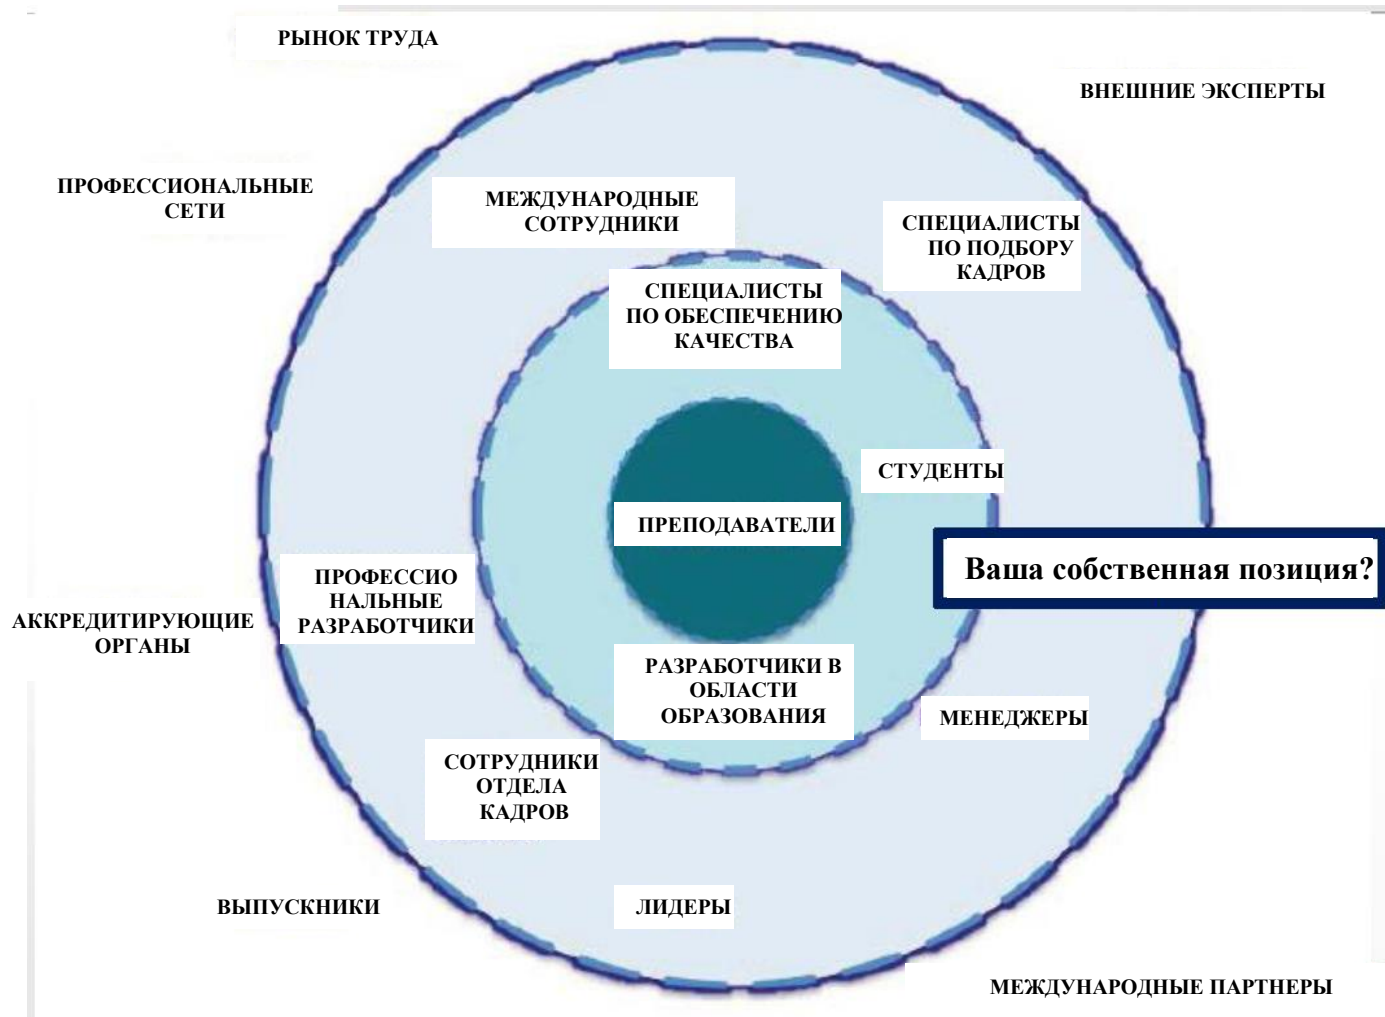 РЫНОК ТРУДА
ВНЕШНИЕ ЭКСПЕРТЫ
ПРОФЕССИОНАЛЬНЫЕ
СЕТИ
МЕЖДУНАРОДНЫЕ
СОТРУДНИКИ
СПЕЦИАЛИСТЫ
ПО ПОДБОРУ
КАДРОВ
СПЕЦИАЛИСТЫ
ПО ОБЕСПЕЧЕНИЮ
КАЧЕСТВА
СТУДЕНТЫ
ПРЕПОДАВАТЕЛИ
Ваша собственная позиция?
ПРОФЕССИО
НАЛЬНЫЕ
РАЗРАБОТЧИКИ
АККРЕДИТИРУЮЩИЕ
ОРГАНЫ
РАЗРАБОТЧИКИ В
ОБЛАСТИ
ОБРАЗОВАНИЯ
МЕНЕДЖЕРЫ
СОТРУДНИКИ
ОТДЕЛА
КАДРОВ
ВЫПУСКНИКИ
ЛИДЕРЫ
МЕЖДУНАРОДНЫЕ ПАРТНЕРЫ